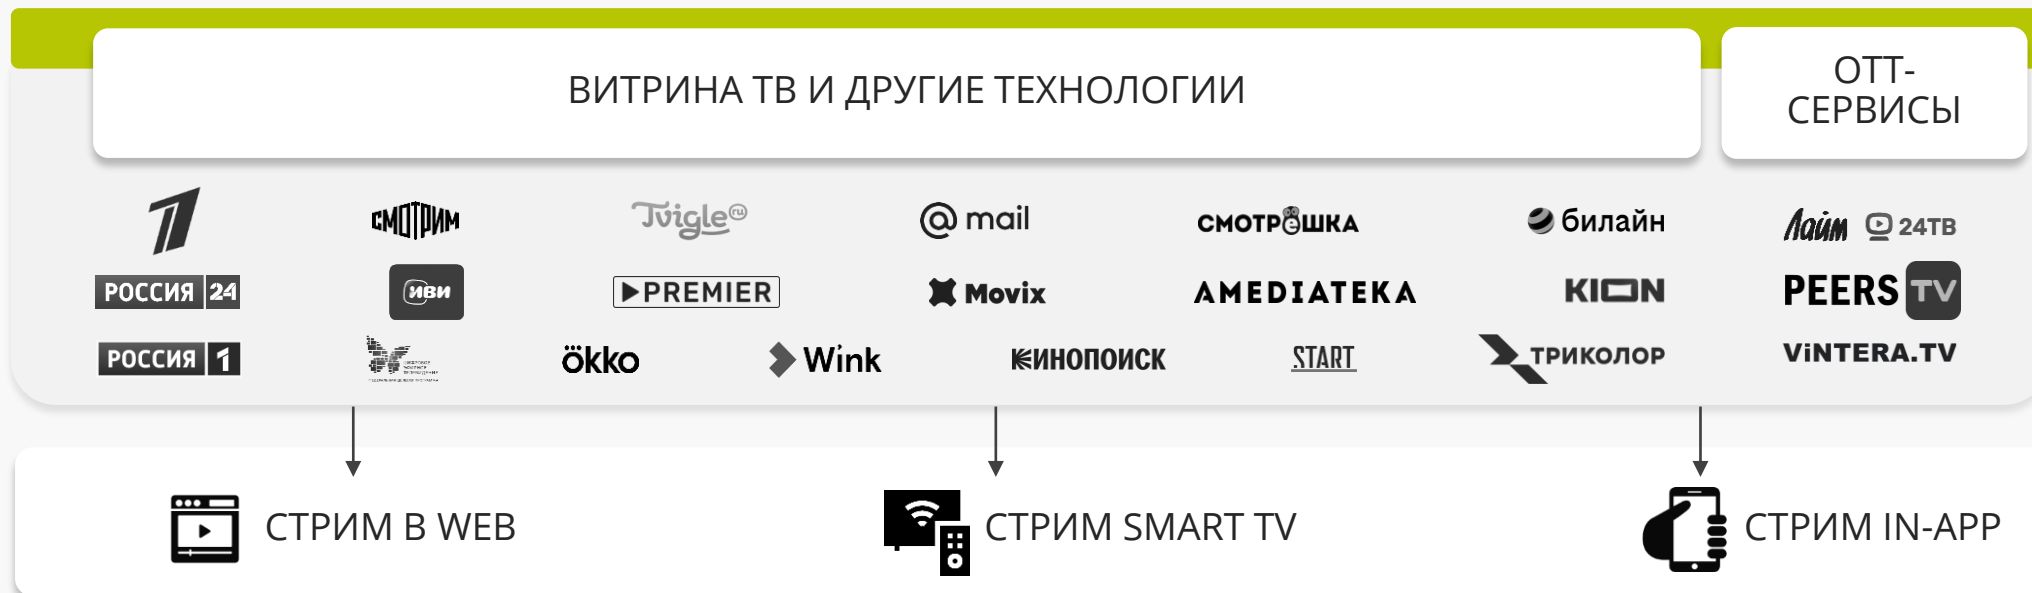 ВИТРИНА ТВ И ДРУГИЕ ТЕХНОЛОГИИ
ОТТ-
СЕРВИСЫ
СМОТРИМ
Tvigle ru
@ mail
СМОТРЁШКА
билайн
Лайм
24ТВ
РОССИЯ 24
иви
PREMIER
Movix
AMEDIATEKA
KION
PEERS TV
РОССИЯ 1
ökko
Wink
КИНОПОИСК
START
ТРИКОЛОР
ViNTERA.TV
СТРИМ В WEB
СТРИМ SMART TV
СТРИМ IN-APP